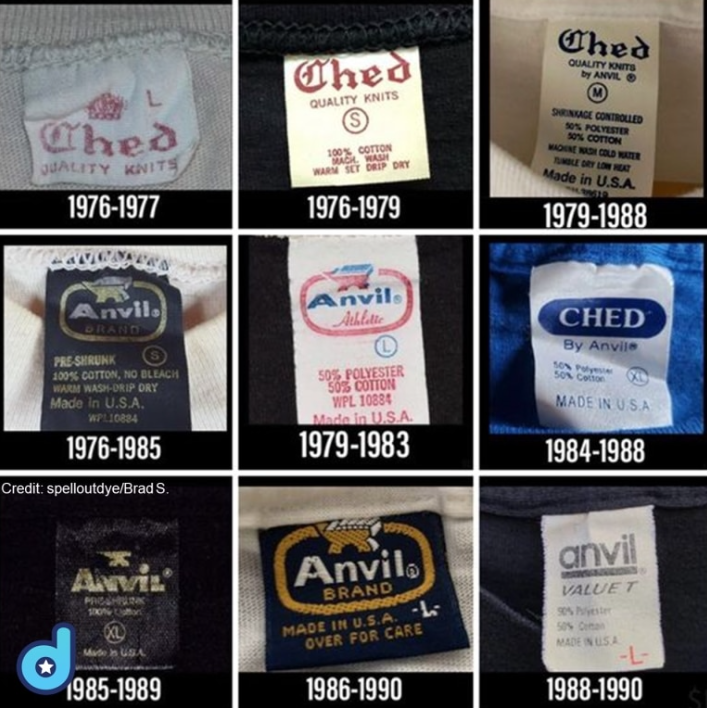 L
Ched
QUALITY KNITS
1976-1977
Ched
QUALITY KNITS
S
100% COTTON
MACH. WASH
WARM SET DRIP DRY
1976-1979
Ched
QUALITY KNITS
by ANVIL ®
M
SHRINKAGE CONTROLLED
50% POLYESTER
50% COTTON
MACHINE WASH COLD WATER
TUMBLE DRY LOW HEAT
Made in U.S.A.
1979-1988
Anvil®
BRAND
PRE-SHRUNK S
100% COTTON, NO BLEACH
WARM WASH-DRIP DRY
Made in U.S.A.
WPL 10884
1976-1985
Anvil®
Athletic
L
50% POLYESTER
50% COTTON
WPL 10884
Made in U.S.A.
1979-1983
CHED
By Anvil®
50% Polyester
50% Cotton
XL
MADE IN U.S.A.
1984-1988
Credit: spelloutdye/Brad S.
ANVIL®
PRE-SHRUNK
100% Cotton
XL
Made in U.S.A.
1985-1989
Anvil®
BRAND
-L-
MADE IN U.S.A.
OVER FOR CARE
1986-1990
anvil®
VALUE T
50% Polyester
50% Cotton
MADE IN U.S.A.
-L-
1988-1990
d